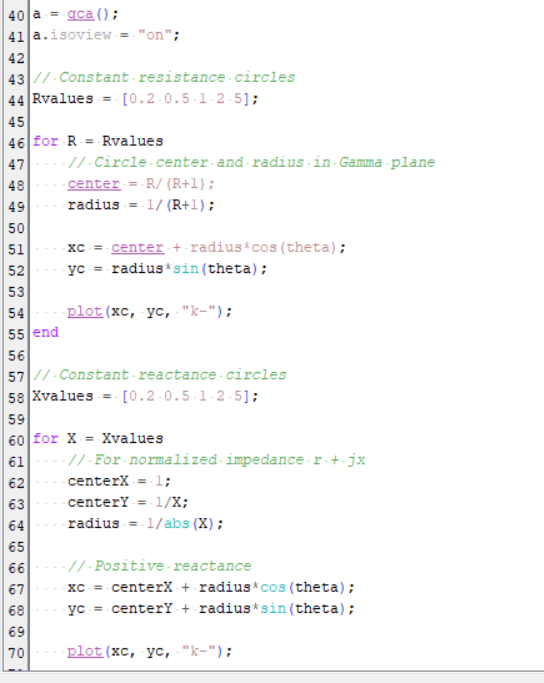 40 a = gca();
41 a.isoview = "on";
42
43 // Constant resistance circles
44 Rvalues = [0.2 0.5 1 2 5];
45
46 for R = Rvalues
47     // Circle center and radius in Gamma plane
48     center = R/(R+1);
49     radius = 1/(R+1);
50
51     xc = center + radius*cos(theta);
52     yc = radius*sin(theta);
53
54     plot(xc, yc, "k-");
55 end
56
57 // Constant reactance circles
58 Xvalues = [0.2 0.5 1 2 5];
59
60 for X = Xvalues
61     // For normalized impedance r + jx
62     centerX = 1;
63     centerY = 1/X;
64     radius = 1/abs(X);
65
66     // Positive reactance
67     xc = centerX + radius*cos(theta);
68     yc = centerY + radius*sin(theta);
69
70     plot(xc, yc, "k-");